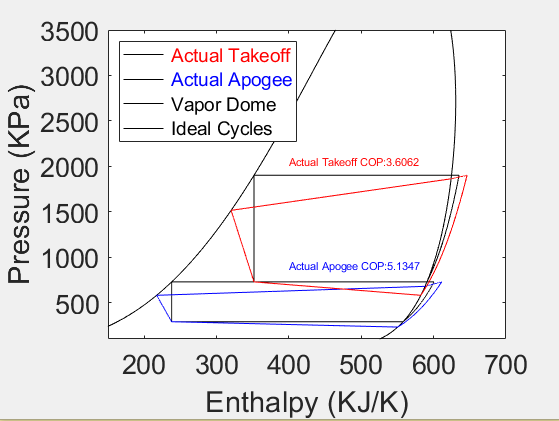 3500
3000
2500
2000
1500
1000
500
Pressure (KPa)
Actual Takeoff
Actual Apogee
Vapor Dome
Ideal Cycles
Actual Takeoff COP:3.6062
Actual Apogee COP:5.1347
200 300 400 500 600 700
Enthalpy (KJ/K)